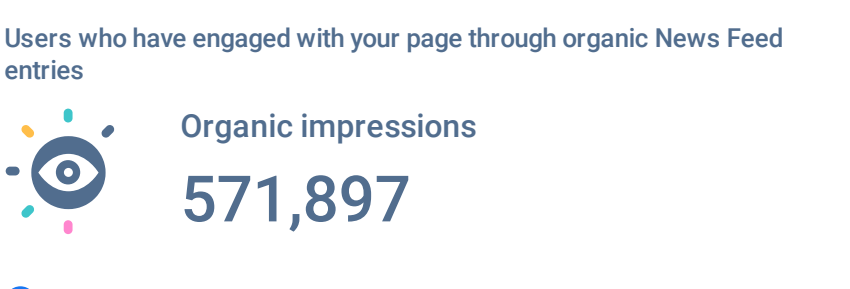 Users who have engaged with your page through organic News Feed
entries
Organic impressions
571,897